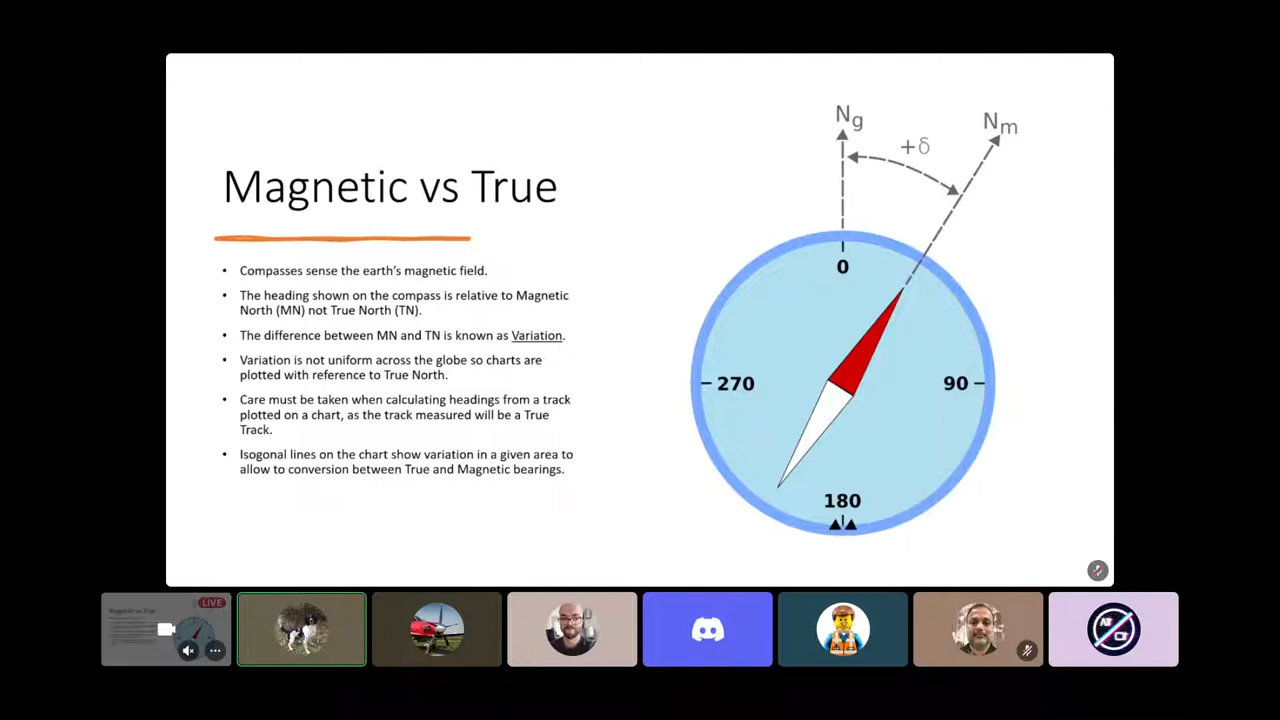 Magnetic vs True
• Compasses sense the earth's magnetic field.
• The heading shown on the compass is relative to Magnetic
North (MN) not True North (TN).
• The difference between MN and TN is known as Variation.
• Variation is not uniform across the globe so charts are
plotted with reference to True North.
• Care must be taken when calculating headings from a track
plotted on a chart, as the track measured will be a True
Track.
• Isogonal lines on the chart show variation in a given area to
allow to conversion between True and Magnetic bearings.
Ng
+δ
Nm
0
270
90
180
Magnetic vs True
LIVE